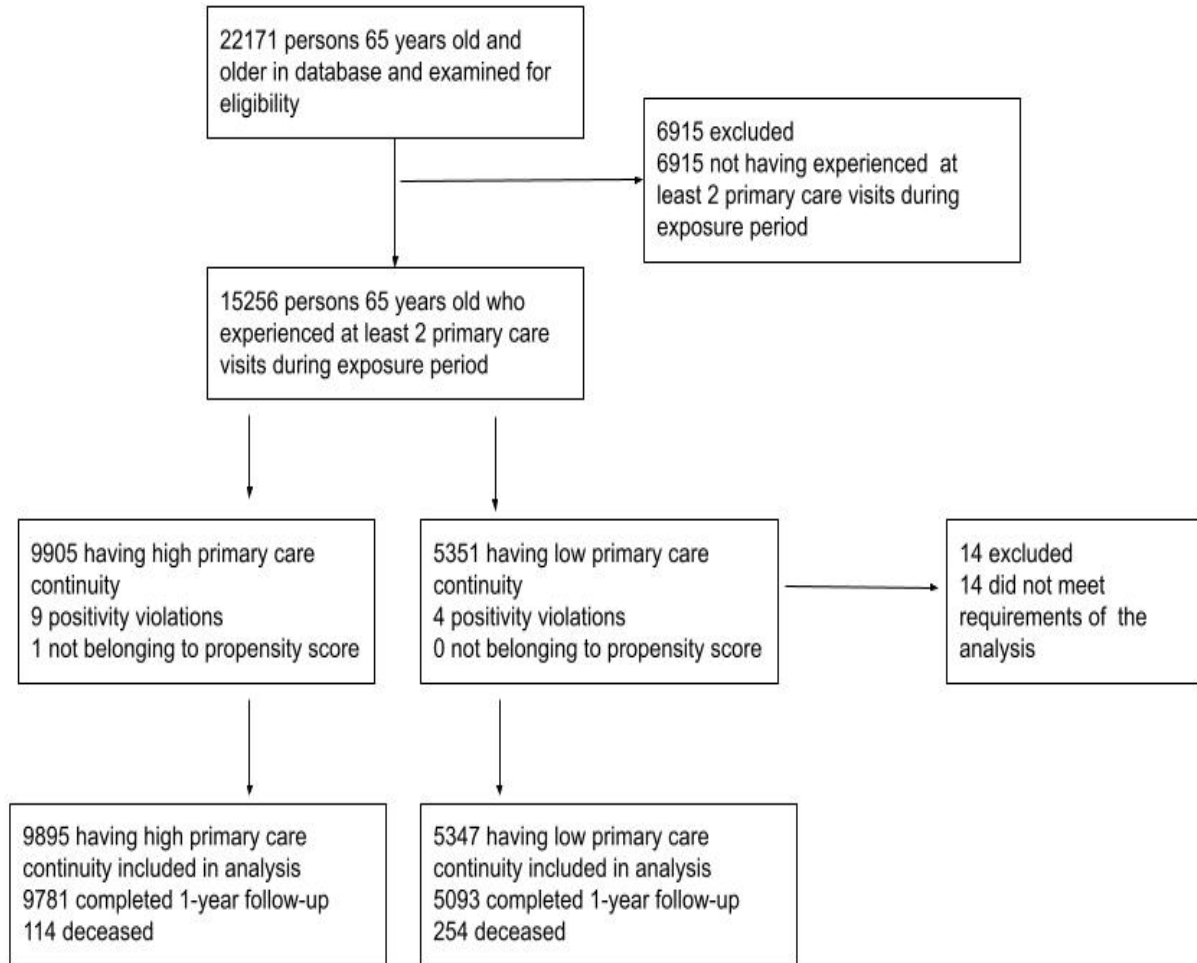 22171 persons 65 years old and
older in database and examined for
eligibility
6915 excluded
6915 not having experienced at
least 2 primary care visits during
exposure period
15256 persons 65 years old who
experienced at least 2 primary care
visits during exposure period
9905 having high primary care
continuity
9 positivity violations
1 not belonging to propensity score
5351 having low primary care
continuity
4 positivity violations
0 not belonging to propensity score
14 excluded
14 did not meet
requirements of the
analysis
9895 having high primary care
continuity included in analysis
9781 completed 1-year follow-up
114 deceased
5347 having low primary care
continuity included in analysis
5093 completed 1-year follow-up
254 deceased